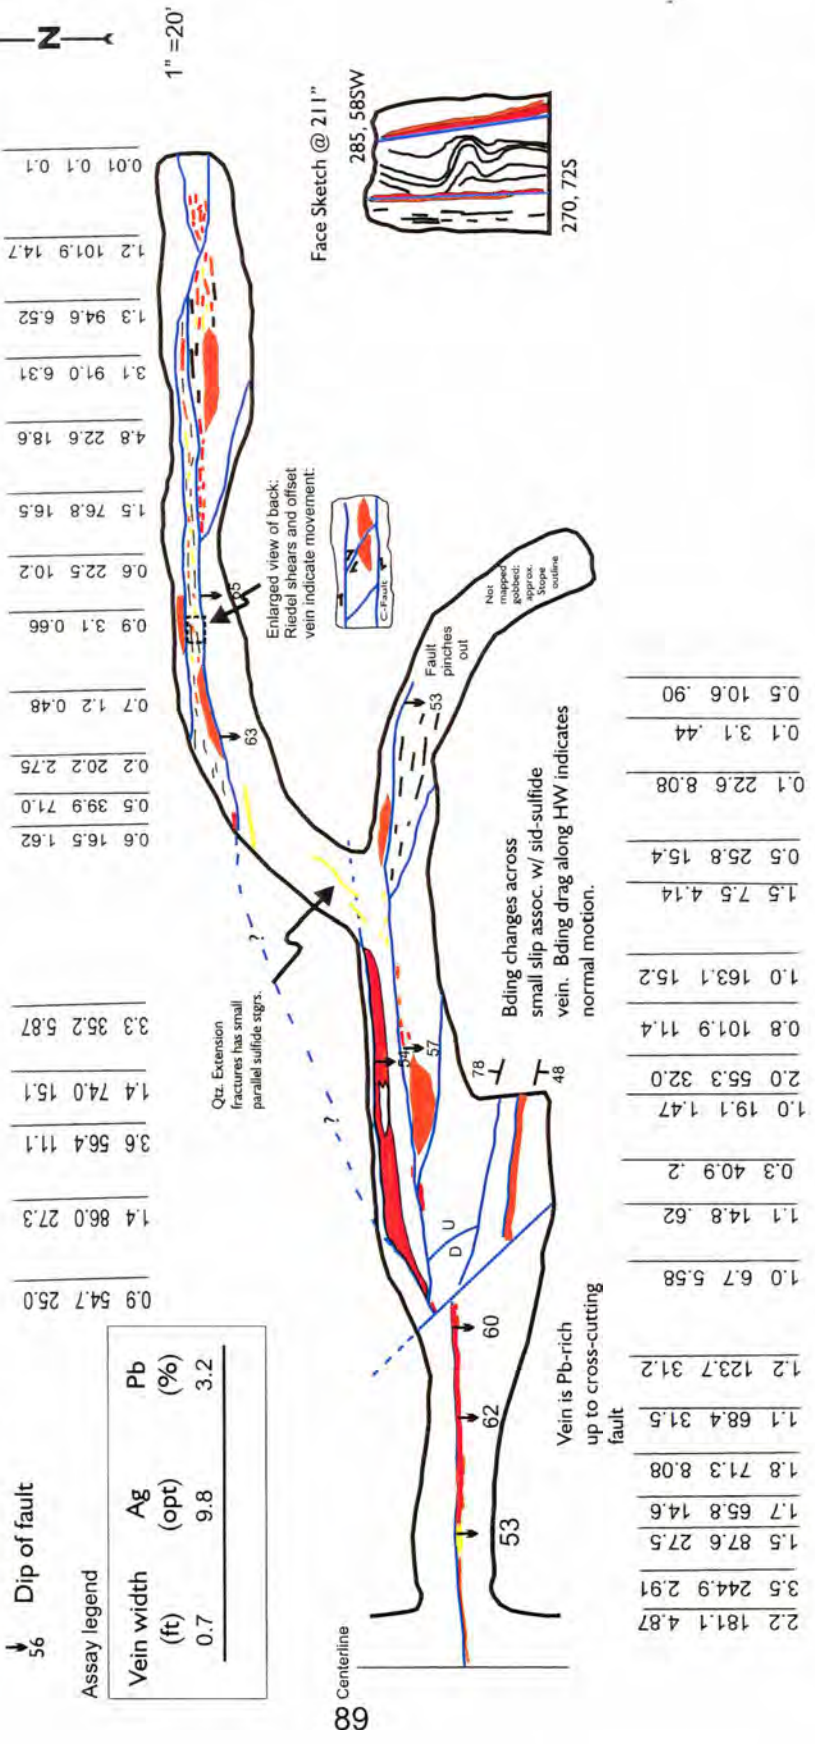 N
1" =20'
0.01 0.1 0.1
1.2 101.9 14.7
1.3 94.6 6.52
3.1 91.0 6.31
4.8 22.6 18.6
1.5 76.8 16.5
0.6 22.5 10.2
0.9 3.1 0.66
0.7 1.2 0.48
0.2 20.2 2.75
0.5 39.9 71.0
0.6 16.5 1.62
3.3 35.2 5.87
1.4 74.0 15.1
3.6 56.4 11.1
1.4 86.0 27.3
0.9 54.7 25.0
56 Dip of fault
Assay legend
Vein width Ag Pb
(ft) (opt) (%)
0.7 9.8 3.2
Face Sketch @ 211"
285, 58SW
270, 72S
Enlarged view of back:
Riedel shears and offset
vein indicate movement:
C-Fault
63
Not
mapped
gobbed:
approx.
Stope
outline
Fault
pinches
out
53
Qtz. Extension
fractures has small
parallel sulfide stgrs.
?
?
54
57
78
48
U
D
Bding changes across
small slip assoc. w/ sid-sulfide
vein. Bding drag along HW indicates
normal motion.
60
62
53
Vein is Pb-rich
up to cross-cutting
fault
Centerline
89
0.5 10.6 .90
0.1 3.1 .44
0.1 22.6 8.08
0.5 25.8 15.4
1.5 7.5 4.14
1.0 163.1 15.2
0.8 101.9 11.4
2.0 55.3 32.0
1.0 19.1 1.47
0.3 40.9 .2
1.1 14.8 .62
1.0 6.7 5.58
1.2 123.7 31.2
1.1 68.4 31.5
1.8 71.3 8.08
1.7 65.8 14.6
1.5 87.6 27.5
3.5 244.9 2.91
2.2 181.1 4.87